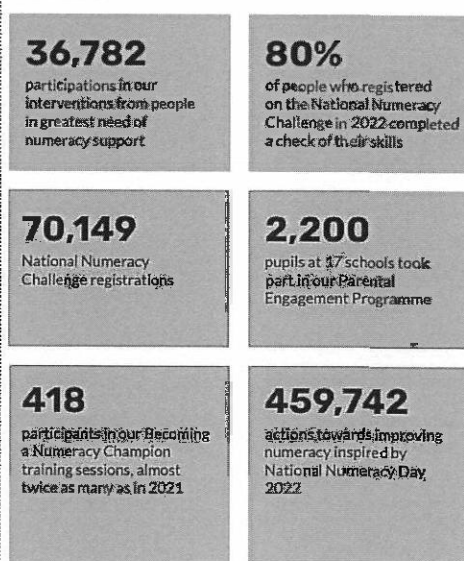 36,782
participations in our
interventions from people
in greatest need of
numeracy support
80%
of people who registered
on the National Numeracy
Challenge in 2022 completed
a check of their skills
70,149
National Numeracy
Challenge registrations
2,200
pupils at 17 schools took
part in our Parental
Engagement Programme
418
participants in our Becoming
a Numeracy Champion
training sessions, almost
twice as many as in 2021
459,742
actions towards improving
numeracy inspired by
National Numeracy Day
2022